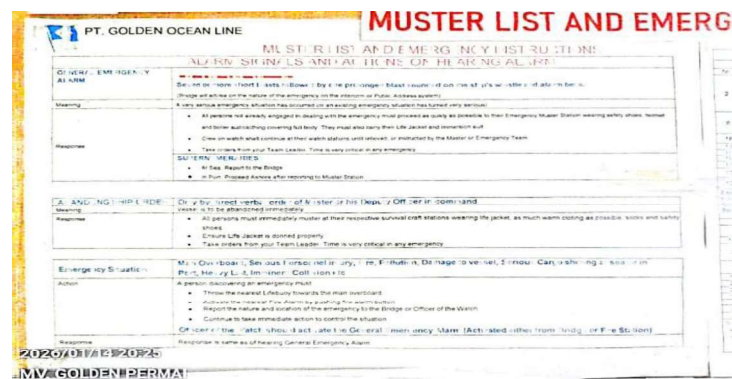 PT. GOLDEN OCEAN LINE
MUSTER LIST AND EMERG
MUSTER LIST AND EMERGENCY INSTRUCTIONS
ALARM SIGNALS AND ACTIONS ON HEARING ALARM
GENERAL EMERGENCY ALARM
Seven or more short blasts followed by one prolonged blast sounded on the ship's whistle and alarm bells
(Bridge will advise on the nature of the emergency on the intercom or Public Address system)
Meaning
A very serious emergency situation has occurred or an existing emergency situation has turned very serious
Response
All persons not already engaged in dealing with the emergency must proceed as quickly as possible to their Emergency Muster Station wearing safety shoes, helmet
and boiler suit/clothing covering full body. They must also carry their Life Jacket and immersion suit
Crew on watch shall continue at their watch stations until relieved, or instructed by the Master or Emergency Team
Take orders from your Team Leader. Time is very critical in any emergency
At Sea: Report to the Bridge
In Port: Proceed Ashore after reporting to Muster Station
ABANDONING SHIP ORDER
Only by direct verbal order of Master or his Deputy Officer in command
Meaning
Vessel is to be abandoned immediately
Response
All persons must immediately muster at their respective survival craft stations wearing life jacket, as much warm cloting as possible, socks and safety
shoes
Ensure Life Jacket is donned properly
Take orders from your Team Leader. Time is very critical in any emergency
Emergency Situation
Man Overboard, Serious Personnel injury, Fire, Pollution, Damage to vessel, Serious Cargo shifting at sea or in
Port, Heavy List, Imminent Collision etc
Action
A person discovering an emergency must
Throw the nearest Lifebuoy towards the man overboard
Activate the nearest Fire Alarm by pushing the alarm button
Report the nature and location of the emergency to the Bridge or Officer of the Watch
Continue to take immediate action to control the situation
Officer of the Watch should activate the General Emergency Alarm (Activated either from Bridge or Fire Station)
Response
Response is same as of hearing General Emergency Alarm
2026/01/14 20:25
MV. GOLDEN PERMAI